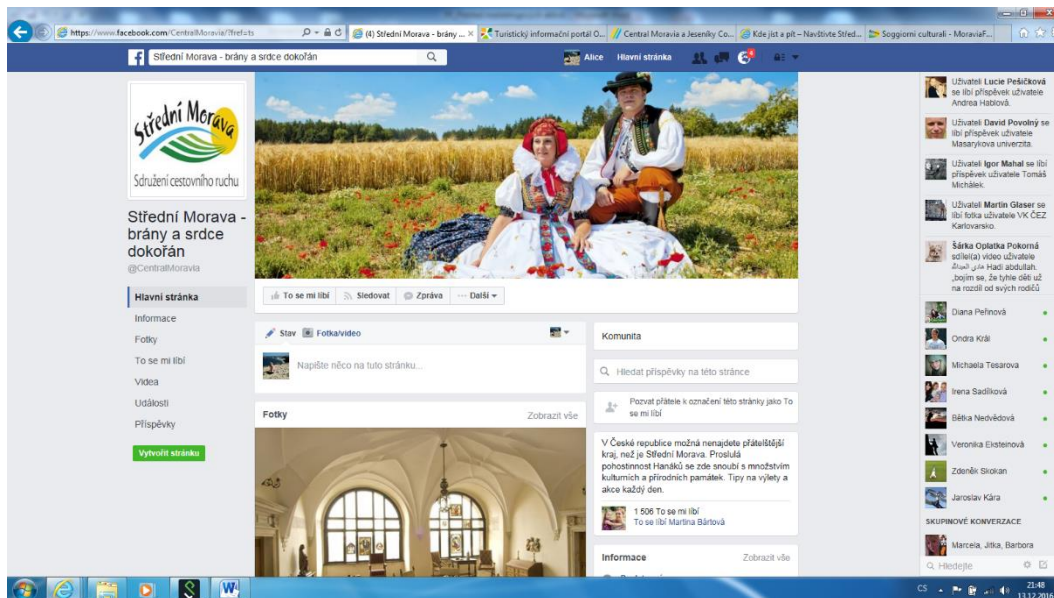 https://www.facebook.com/CentralMoravia/?fref=ts
(4) Střední Morava - brány ...
Turistický informační portál O...
Central Moravia a Jeseníky Co...
Kde jíst a pít – Navštivte Střed...
Soggiorni culturali - MoraviaF...
Střední Morava - brány a srdce dokořán
Alice
Hlavní stránka
Střední Morava
Sdružení cestovního ruchu
Střední Morava -
brány a srdce
dokořán
@CentralMoravia
Hlavní stránka
Informace
Fotky
To se mi líbí
Videa
Události
Příspěvky
Vytvořit stránku
To se mi líbí
Sledovat
Zpráva
Další
Stav
Fotka/video
Napište něco na tuto stránku...
Fotky
Zobrazit vše
Komunita
Hledat příspěvky na této stránce
Pozvat přátele k označení této stránky jako To
se mi líbí
V České republice možná nenajdete přátelštější
kraj, než je Střední Morava. Proslulá
pohostinnost Hanáků se zde snoubí s množstvím
kulturních a přírodních památek. Tipy na výlety a
akce každý den.
1 506 To se mi líbí
To se líbí Martina Bártová
Informace
Zobrazit vše
Uživateli Lucie Pešičková
se líbí příspěvek uživatele
Andrea Hablová.
Uživateli David Povolný se
líbí příspěvek uživatele
Masarykova univerzita.
Uživateli Igor Mahal se líbí
příspěvek uživatele Tomáš
Michálek.
Uživateli Martin Glaser se
líbí fotka uživatele VK ČEZ
Karlovarsko.
Šárka Oplatka Pokorná
sdílel(a) video uživatele
هادي العبدالله Hadi abdullah.
„bojím se, že tyhle děti už
na rozdíl od svých rodičů
Diana Peňnová
Ondra Král
Michaela Tesarova
Irena Sadílková
Bětka Nedvědová
Veronika Eksteinová
Zdeněk Skokan
Jaroslav Kára
SKUPINOVÉ KONVERZACE
Marcela, Jitka, Barbora
Hledejte
CS
21:48
13.12.2016